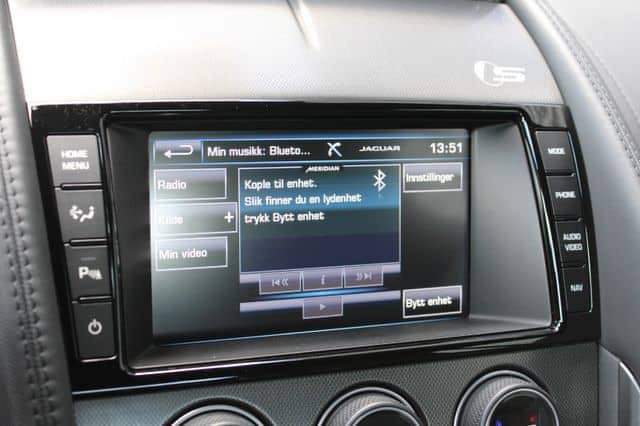 S
HOME
MENU
Min musikk: Blueto...
JAGUAR
13:51
MODE
MERIDIAN
Radio
Kople til enhet.
Innstillinger
Slik finner du en lydenhet
PHONE
Kilde +
trykk Bytt enhet
Min video
AUDIO
VIDEO
P
i
NAV
Bytt enhet